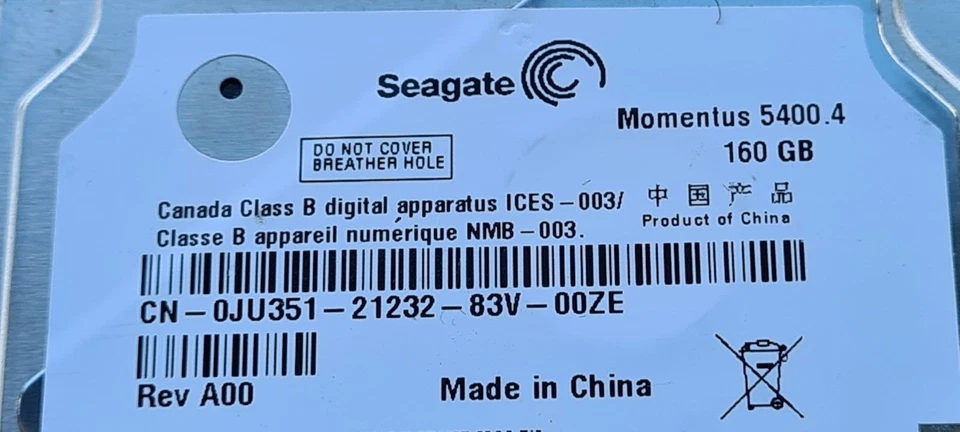 Seagate
Momentus 5400.4
160 GB
DO NOT COVER
BREATHER HOLE
Canada Class B digital apparatus ICES-003/
Classe B appareil numérique NMB-003.
中国产品
Product of China
CN-0JU351-21232-83V-00ZE
Rev A00
Made in China